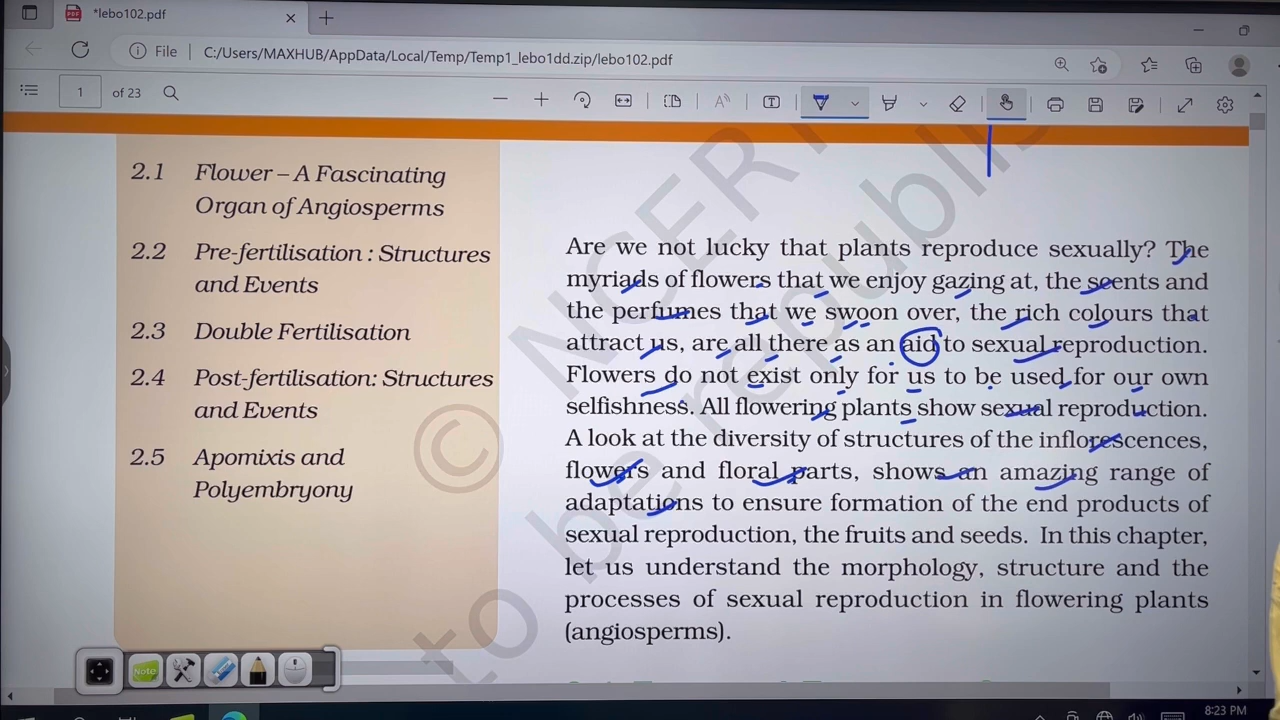 *lebo102.pdf
File
C:/Users/MAXHUB/AppData/Local/Temp/Temp1_lebo1dd.zip/lebo102.pdf
1 of 23
2.1 Flower – A Fascinating
Organ of Angiosperms
2.2 Pre-fertilisation : Structures
and Events
2.3 Double Fertilisation
2.4 Post-fertilisation: Structures
and Events
2.5 Apomixis and
Polyembryony
Are we not lucky that plants reproduce sexually? The
myriads of flowers that we enjoy gazing at, the scents and
the perfumes that we swoon over, the rich colours that
attract us, are all there as an aid to sexual reproduction.
Flowers do not exist only for us to be used for our own
selfishness. All flowering plants show sexual reproduction.
A look at the diversity of structures of the inflorescences,
flowers and floral parts, shows an amazing range of
adaptations to ensure formation of the end products of
sexual reproduction, the fruits and seeds. In this chapter,
let us understand the morphology, structure and the
processes of sexual reproduction in flowering plants
(angiosperms).
© NCERT
to be republis
Note
8:23 PM